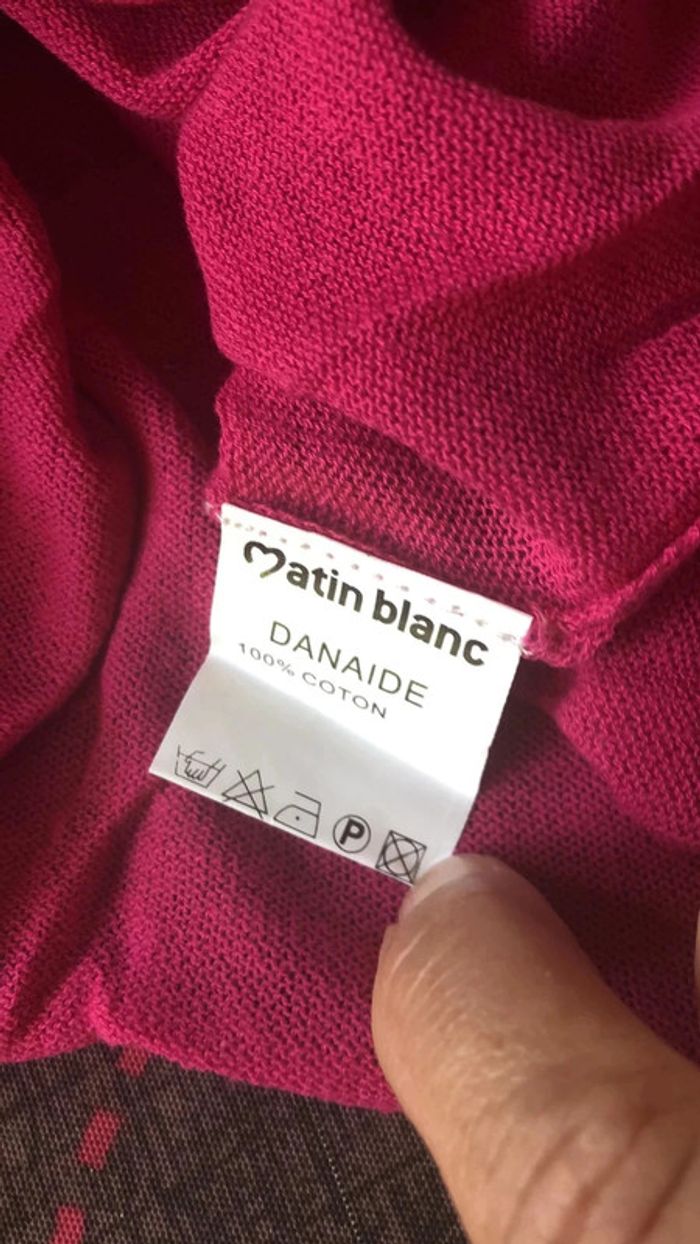 Matin blanc
DANAIDE
100% COTON
P